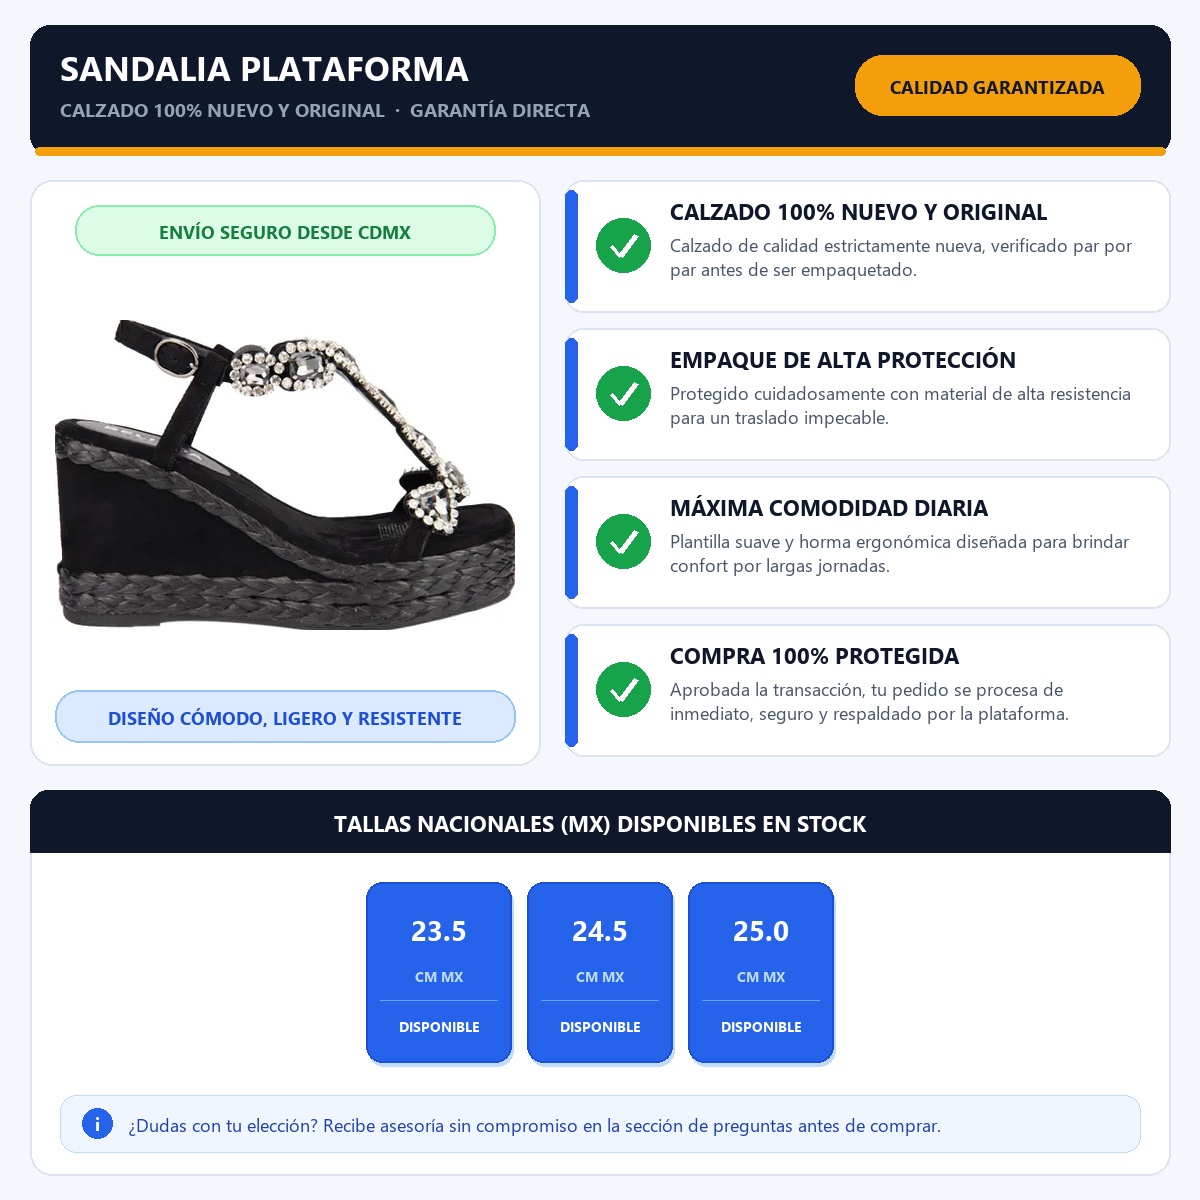 SANDALIA PLATAFORMA
CALZADO 100% NUEVO Y ORIGINAL · GARANTÍA DIRECTA
CALIDAD GARANTIZADA
ENVÍO SEGURO DESDE CDMX
DISEÑO CÓMODO, LIGERO Y RESISTENTE
CALZADO 100% NUEVO Y ORIGINAL
Calzado de calidad estrictamente nueva, verificado par por
par antes de ser empaquetado.
EMPAQUE DE ALTA PROTECCIÓN
Protegido cuidadosamente con material de alta resistencia
para un traslado impecable.
MÁXIMA COMODIDAD DIARIA
Plantilla suave y horma ergonómica diseñada para brindar
confort por largas jornadas.
COMPRA 100% PROTEGIDA
Aprobada la transacción, tu pedido se procesa de
inmediato, seguro y respaldado por la plataforma.
TALLAS NACIONALES (MX) DISPONIBLES EN STOCK
23.5
CM MX
DISPONIBLE
24.5
CM MX
DISPONIBLE
25.0
CM MX
DISPONIBLE
¿Dudas con tu elección? Recibe asesoría sin compromiso en la sección de preguntas antes de comprar.